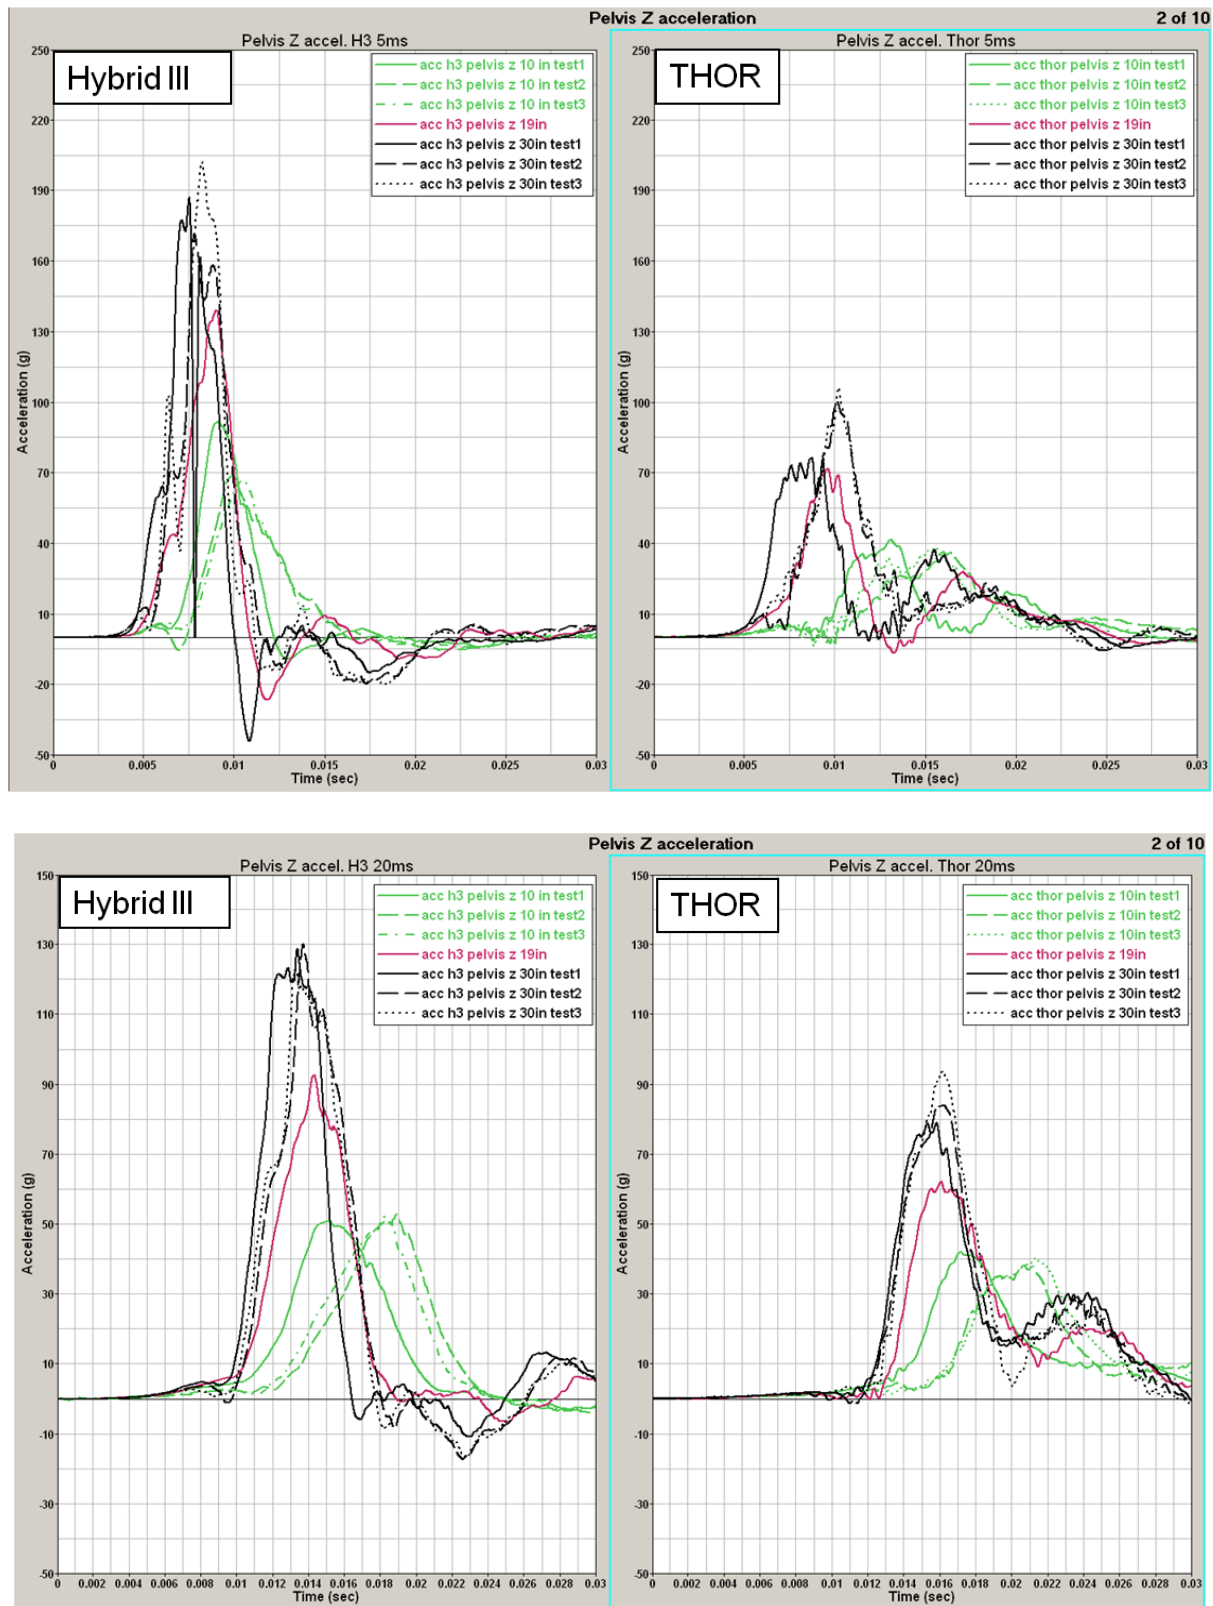 Pelvis Z acceleration 2 of 10
Pelvis Z accel. H3 5ms
Hybrid III
acc h3 pelvis z 10 in test1
acc h3 pelvis z 10 in test2
acc h3 pelvis z 10 in test3
acc h3 pelvis z 19in
acc h3 pelvis z 30in test1
acc h3 pelvis z 30in test2
acc h3 pelvis z 30in test3
250
220
190
160
130
100
70
40
10
-20
-50
Acceleration (g)
0 0.005 0.01 0.015 0.02 0.025 0.03
Time (sec)
Pelvis Z accel. Thor 5ms
THOR
acc thor pelvis z 10in test1
acc thor pelvis z 10in test2
acc thor pelvis z 10in test3
acc thor pelvis z 19in
acc thor pelvis z 30in test1
acc thor pelvis z 30in test2
acc thor pelvis z 30in test3
250
220
190
160
130
100
70
40
10
-20
-50
Acceleration (g)
0 0.005 0.01 0.015 0.02 0.025 0.03
Time (sec)
Pelvis Z acceleration 2 of 10
Pelvis Z accel. H3 20ms
Hybrid III
acc h3 pelvis z 10 in test1
acc h3 pelvis z 10 in test2
acc h3 pelvis z 10 in test3
acc h3 pelvis z 19in
acc h3 pelvis z 30in test1
acc h3 pelvis z 30in test2
acc h3 pelvis z 30in test3
150
130
110
90
70
50
30
10
-10
-30
-50
Acceleration (g)
0 0.002 0.004 0.006 0.008 0.01 0.012 0.014 0.016 0.018 0.02 0.022 0.024 0.026 0.028 0.03
Time (sec)
Pelvis Z accel. Thor 20ms
THOR
acc thor pelvis z 10in test1
acc thor pelvis z 10in test2
acc thor pelvis z 10in test3
acc thor pelvis z 19in
acc thor pelvis z 30in test1
acc thor pelvis z 30in test2
acc thor pelvis z 30in test3
150
130
110
90
70
50
30
10
-10
-30
-50
Acceleration (g)
0 0.002 0.004 0.006 0.008 0.01 0.012 0.014 0.016 0.018 0.02 0.022 0.024 0.026 0.028 0.03
Time (sec)